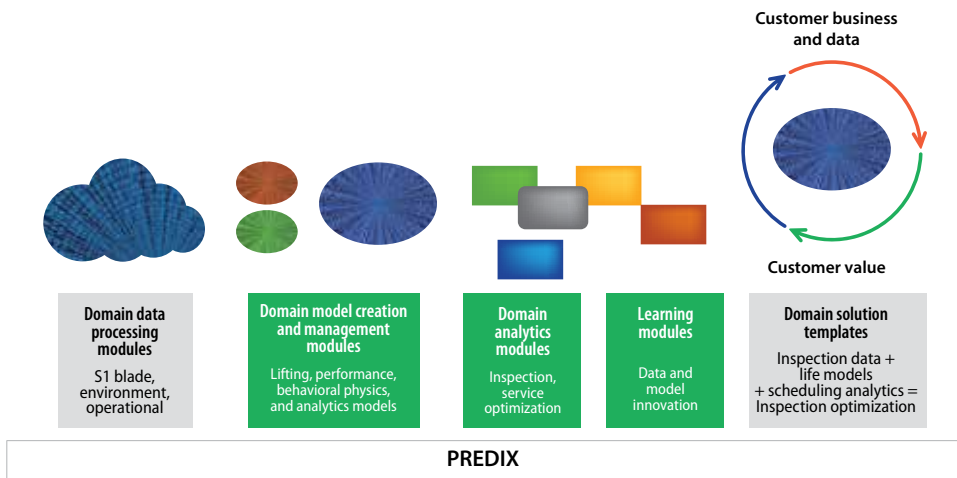 Customer business
and data
Customer value
Domain data
processing
modules
S1 blade,
environment,
operational
Domain model creation
and management
modules
Lifting, performance,
behavioral physics,
and analytics models
Domain
analytics
modules
Inspection,
service
optimization
Learning
modules
Data and
model
innovation
Domain solution
templates
Inspection data +
life models
+ scheduling analytics =
Inspection optimization
PREDIX